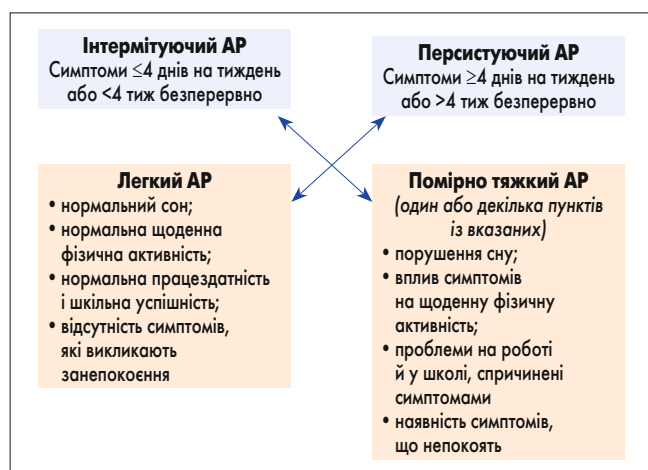 Інтермітуючий АР
Симптоми ≤4 днів на тиждень
або <4 тиж безперервно
Персистуючий АР
Симптоми ≥4 днів на тиждень
або >4 тиж безперервно
Легкий АР
• нормальний сон;
• нормальна щоденна
фізична активність;
• нормальна працездатність
і шкільна успішність;
• відсутність симптомів,
які викликають
занепокоєння
Помірно тяжкий АР
(один або декілька пунктів
із вказаних)
• порушення сну;
• вплив симптомів
на щоденну фізичну
активність;
• проблеми на роботі
й у школі, спричинені
симптомами
• наявність симптомів,
що непокоять